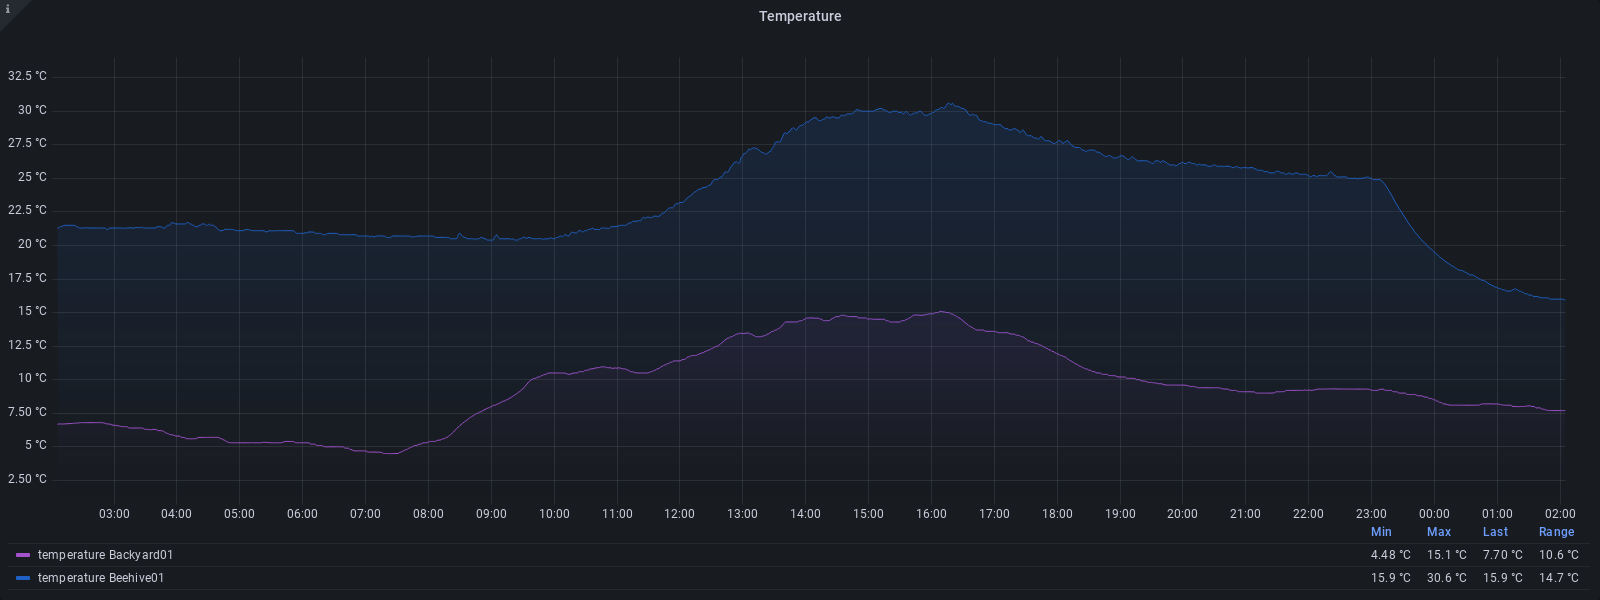 i
Temperature
32.5 °C
30 °C
27.5 °C
25 °C
22.5 °C
20 °C
17.5 °C
15 °C
12.5 °C
10 °C
7.50 °C
5 °C
2.50 °C
03:00 04:00 05:00 06:00 07:00 08:00 09:00 10:00 11:00 12:00 13:00 14:00 15:00 16:00 17:00 18:00 19:00 20:00 21:00 22:00 23:00 00:00 01:00 02:00
Min Max Last Range
temperature Backyard01 4.48 °C 15.1 °C 7.70 °C 10.6 °C
temperature Beehive01 15.9 °C 30.6 °C 15.9 °C 14.7 °C